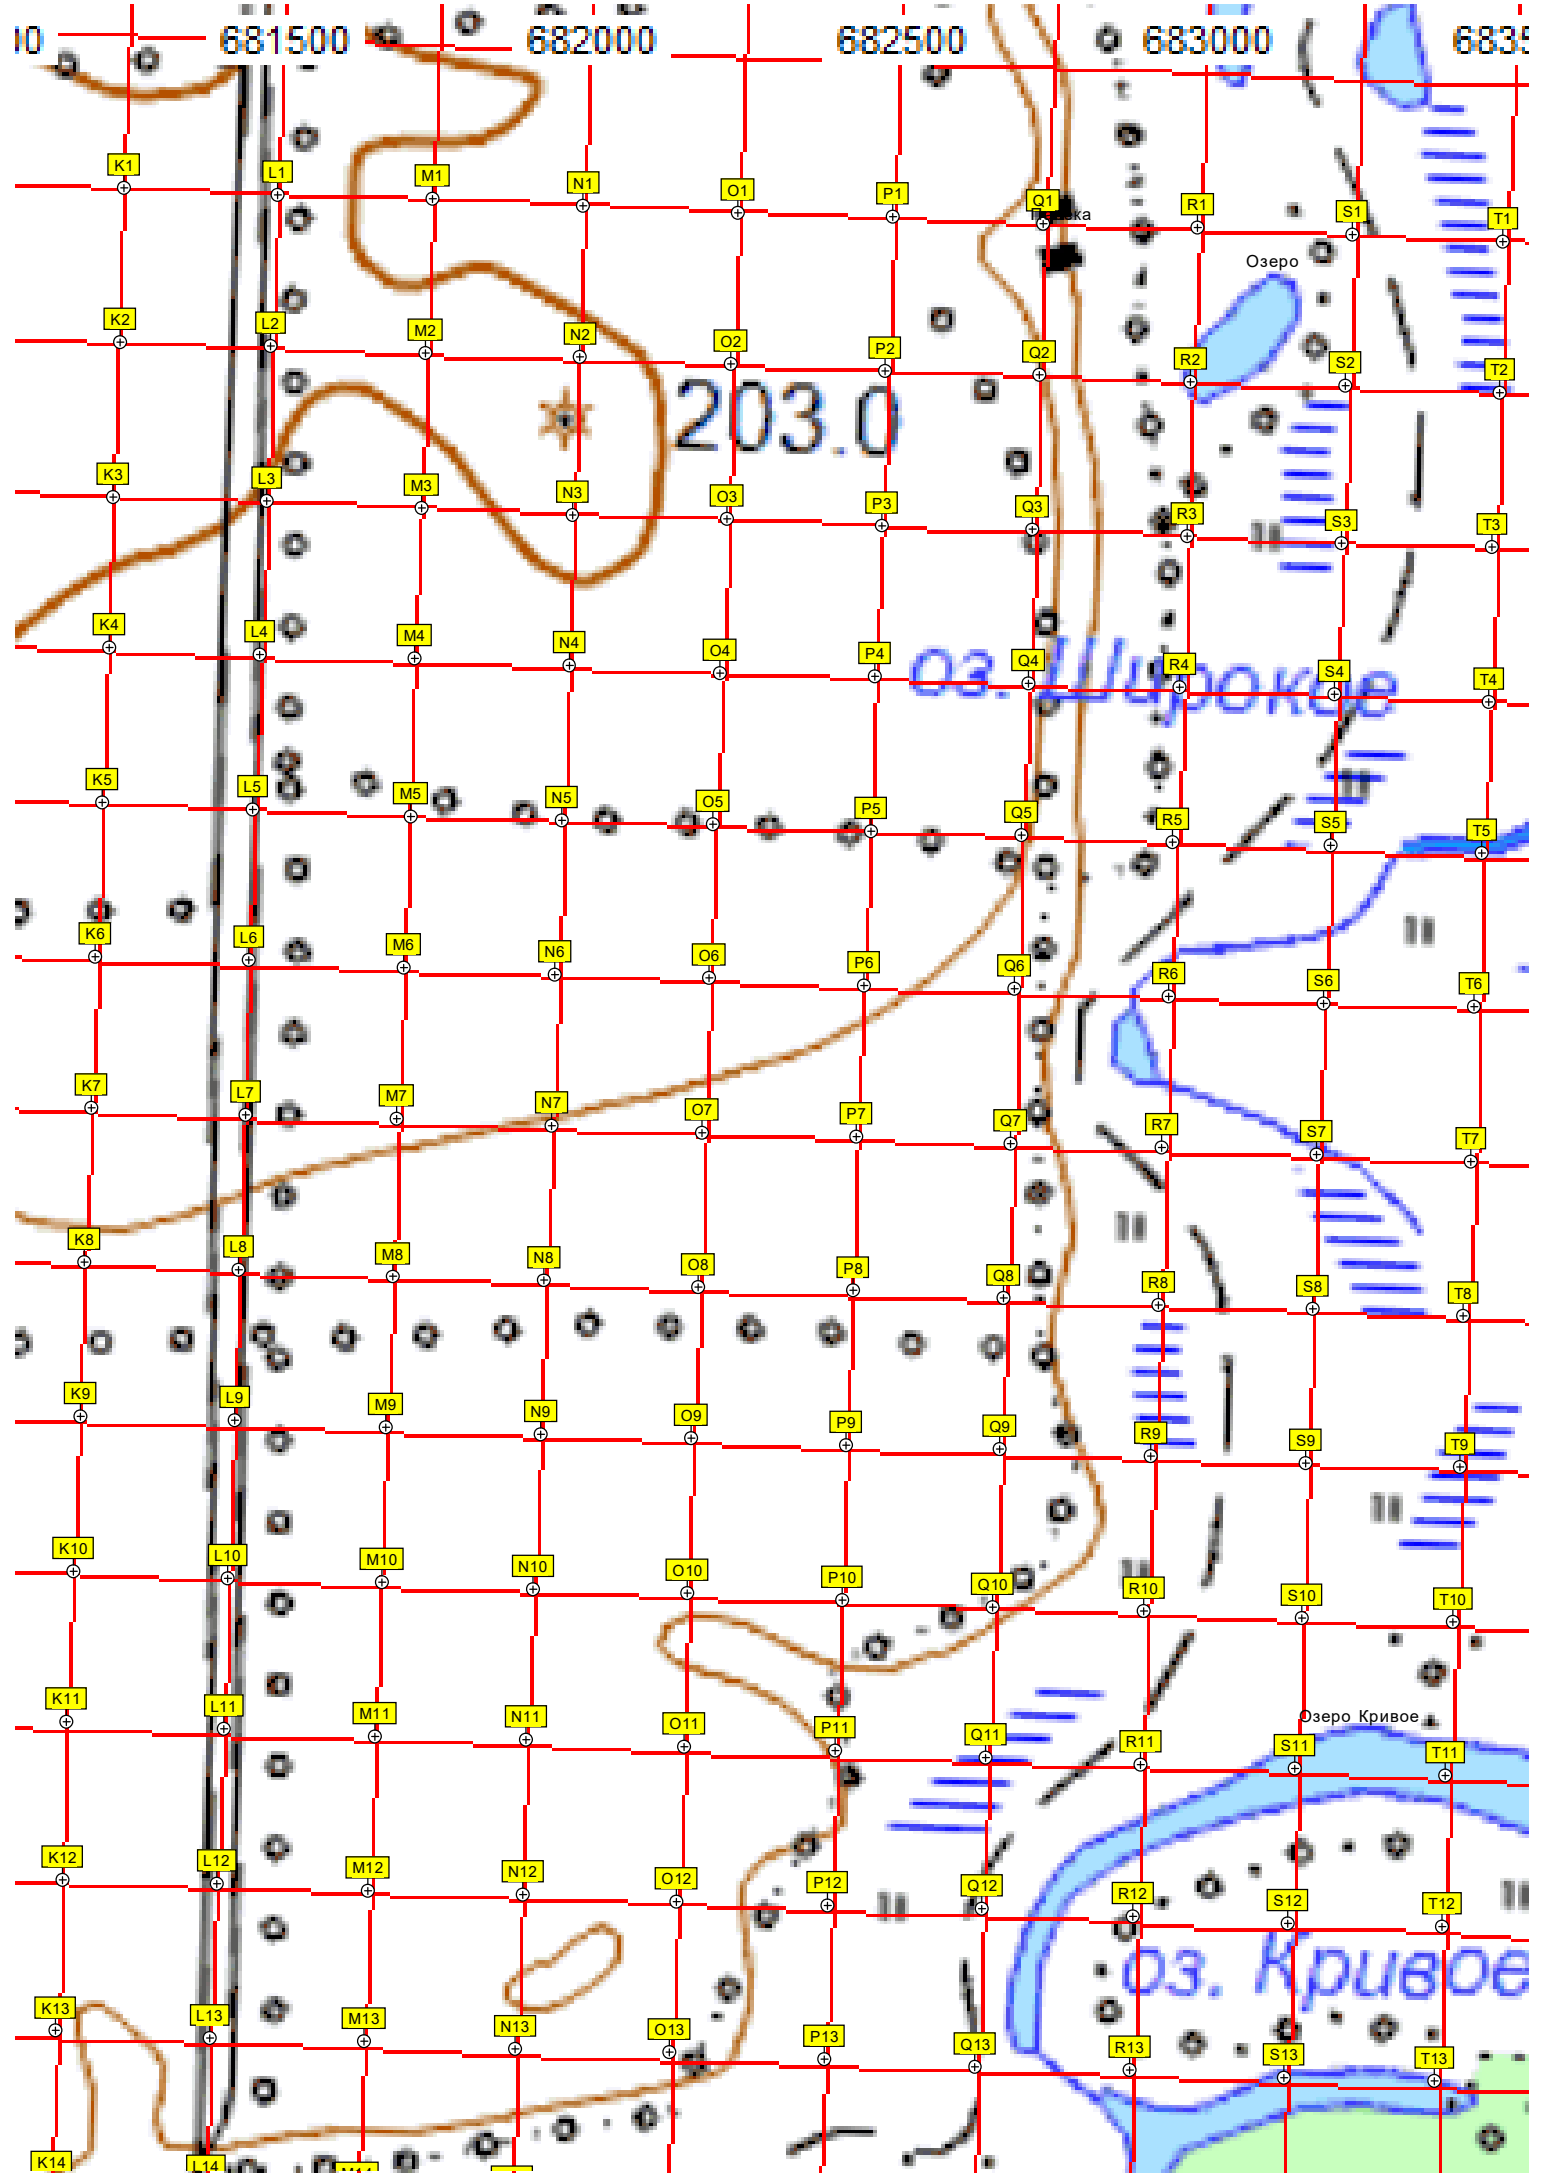 00 681500 682000 682500 683000 6835
K1 L1 M1 N1 O1 P1 Q1 R1 S1 T1
Озеро
K2 L2 M2 N2 O2 P2 Q2 R2 S2 T2
203.0
K3 L3 M3 N3 O3 P3 Q3 R3 S3 T3
K4 L4 M4 N4 O4 P4 Q4 R4 S4 T4
оз. Широкое
K5 L5 M5 N5 O5 P5 Q5 R5 S5 T5
K6 L6 M6 N6 O6 P6 Q6 R6 S6 T6
K7 L7 M7 N7 O7 P7 Q7 R7 S7 T7
K8 L8 M8 N8 O8 P8 Q8 R8 S8 T8
K9 L9 M9 N9 O9 P9 Q9 R9 S9 T9
K10 L10 M10 N10 O10 P10 Q10 R10 S10 T10
Озеро Кривое
K11 L11 M11 N11 O11 P11 Q11 R11 S11 T11
K12 L12 M12 N12 O12 P12 Q12 R12 S12 T12
оз. Кривое
K13 L13 M13 N13 O13 P13 Q13 R13 S13 T13
K14 L14 M14